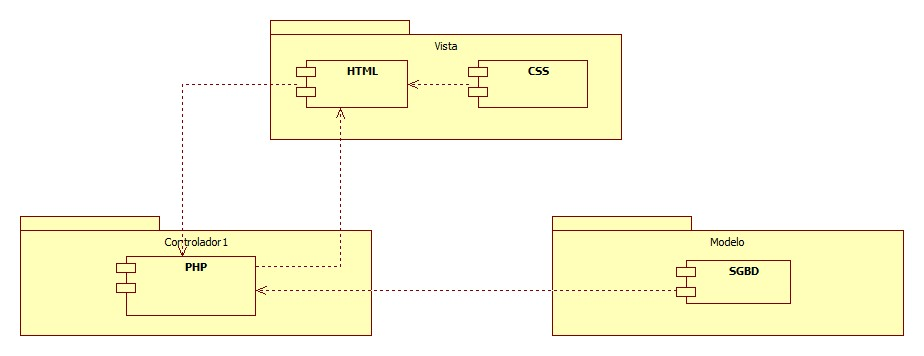 Vista
HTML
CSS
Controlador1
PHP
Modelo
SGBD